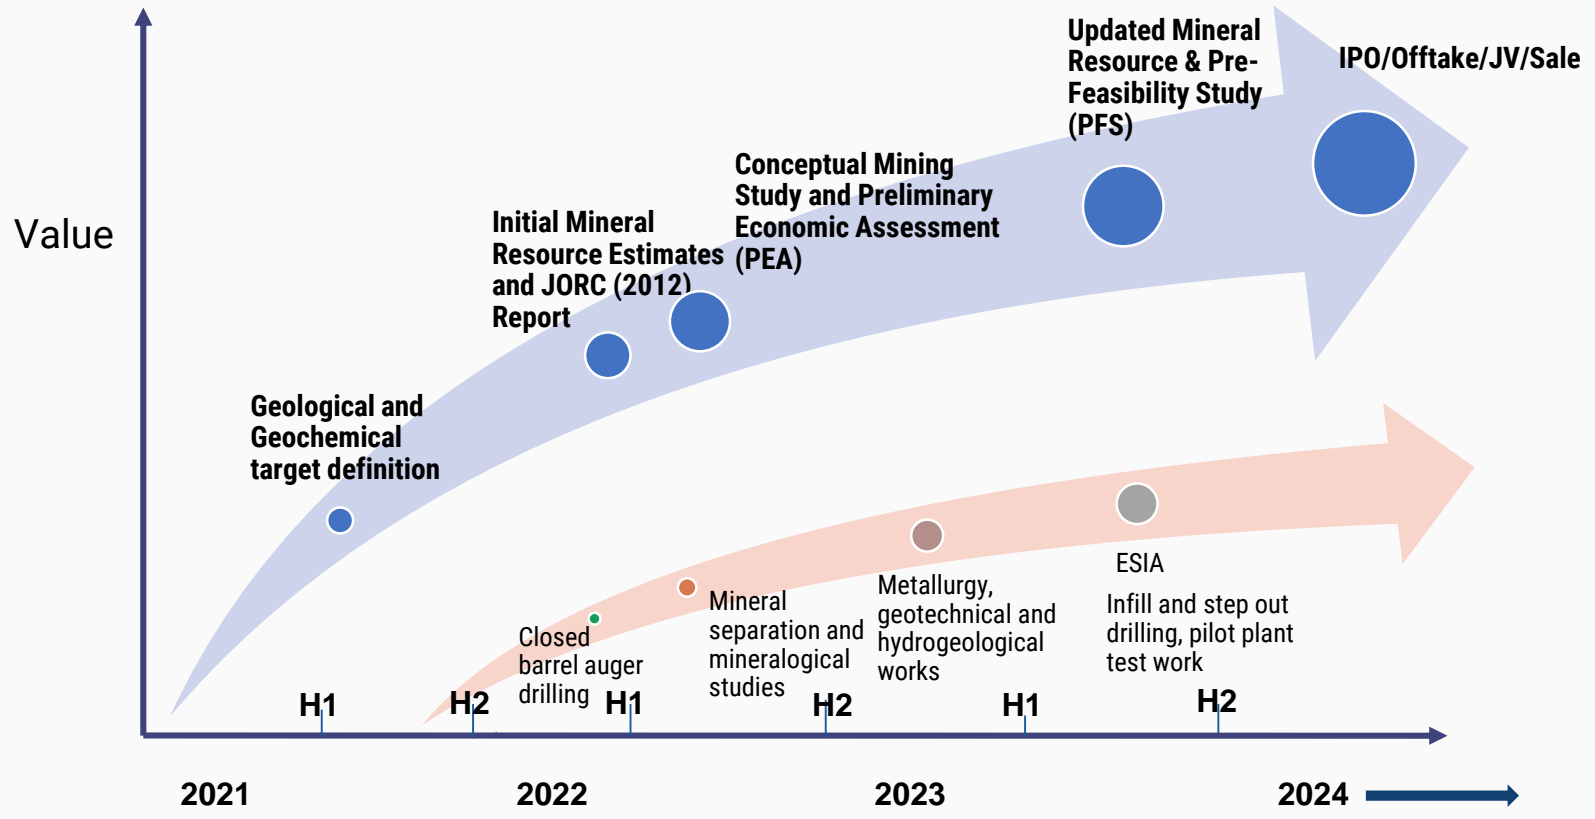 Updated Mineral
Resource & Pre-
Feasibility Study
(PFS)
IPO/Offtake/JV/Sale
Conceptual Mining
Study and Preliminary
Economic Assessment
(PEA)
Initial Mineral
Resource Estimates
and JORC (2012)
Report
Value
Geological and
Geochemical
target definition
Closed
barrel auger
drilling
Mineral
separation and
mineralogical
studies
Metallurgy,
geotechnical and
hydrogeological
works
ESIA
Infill and step out
drilling, pilot plant
test work
H1
H2
H1
H2
H1
H2
2021
2022
2023
2024